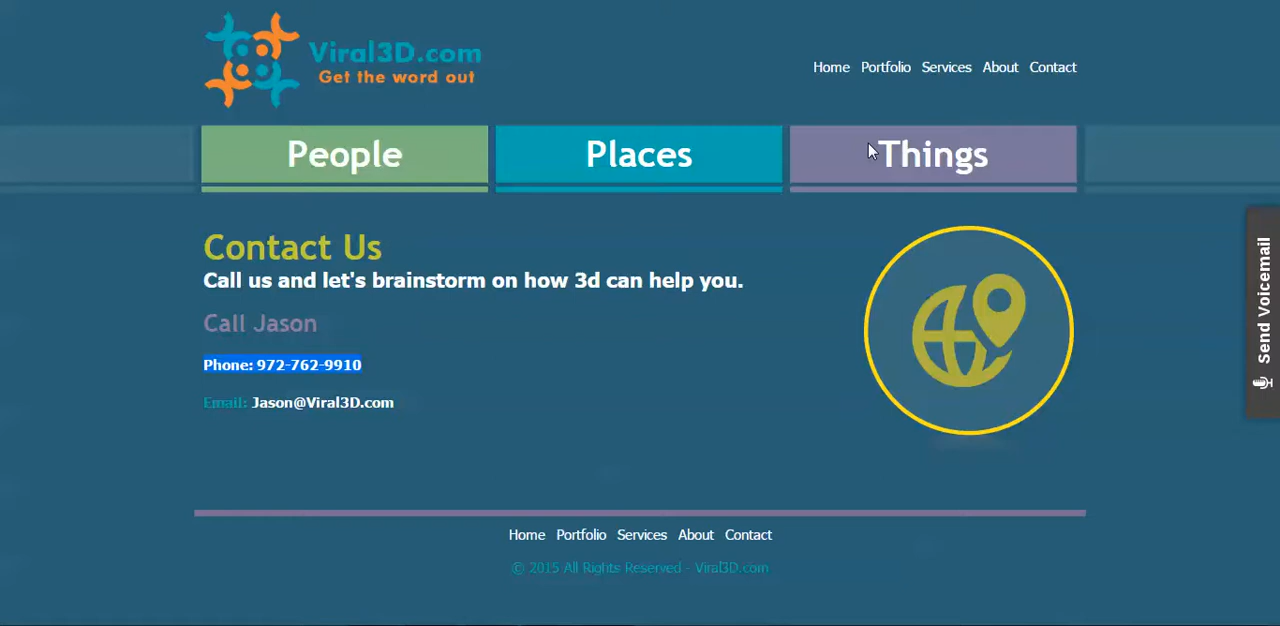 Viral3D.com
Get the word out
Home Portfolio Services About Contact
People Places Things
Contact Us
Call us and let's brainstorm on how 3d can help you.
Call Jason
Phone: 972-762-9910
Email: Jason@Viral3D.com
Send Voicemail
Home Portfolio Services About Contact
© 2015 All Rights Reserved - Viral3D.com